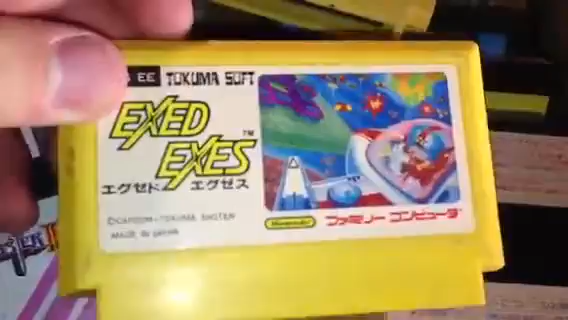 EE TOKUMA SOFT
EXED
EXES ™
エグゼド エグゼス
©CAPCOM・TOKUMA SHOTEN
MADE IN JAPAN
Nintendo ファミリー コンピュータ